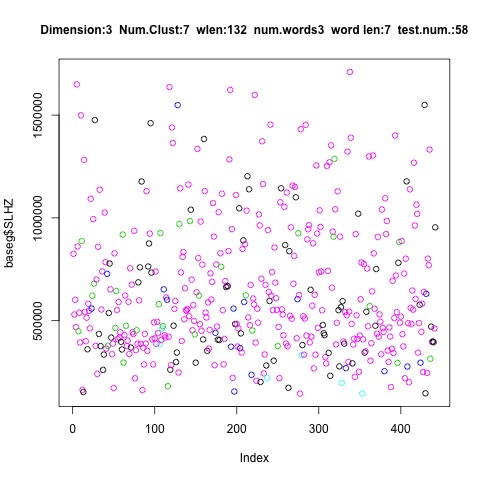 Dimension:3 Num.Clust:7 wlen:132 num.words3 word len:7 test.num.:58
1500000
1000000
500000
baseg$SLHZ
0 100 200 300 400
Index